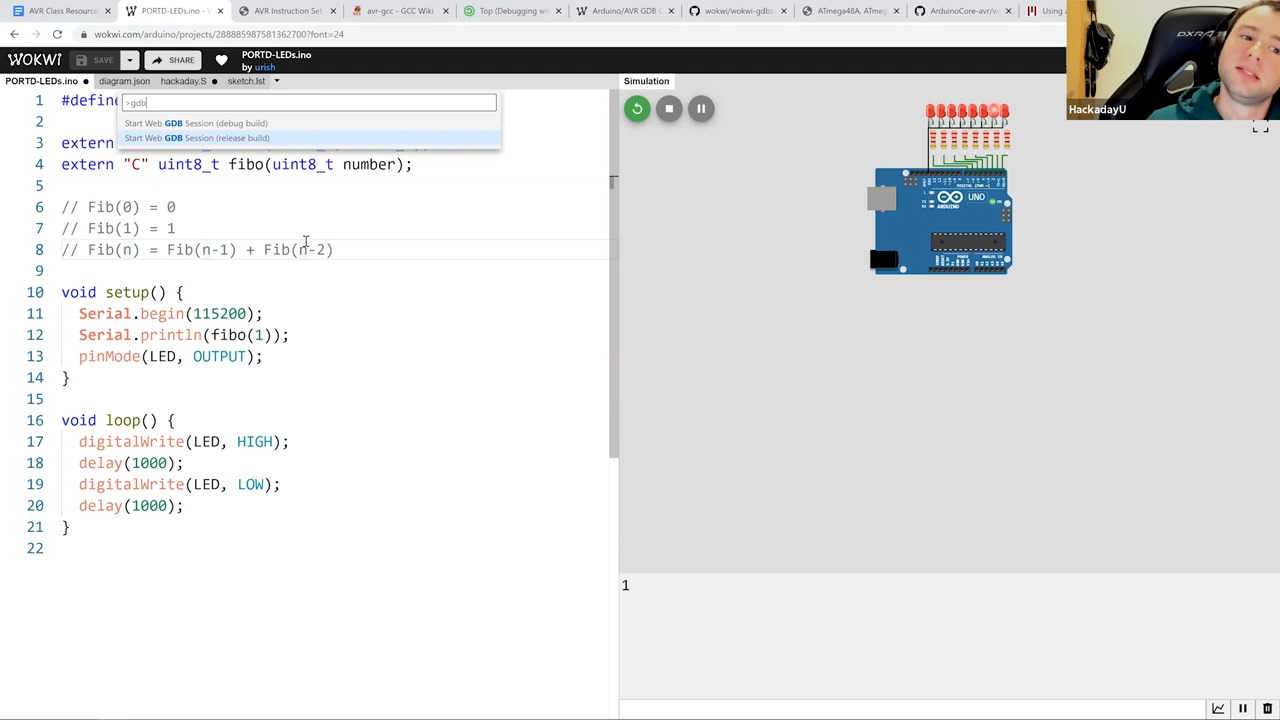 AVR Class Resource
PORTD-LEDs.ino - V
AVR Instruction Set
avr-gcc - GCC Wiki
Top (Debugging wi
Arduino/AVR GDB C
wokwi/wokwi-gdbs
ATmega48A, ATmeg
ArduinoCore-avr/w
Using a
wokwi.com/arduino/projects/288885987581362700?font=24
WOKWI
SAVE
SHARE
PORTD-LEDs.ino
by urish
PORTD-LEDs.ino
diagram.json
hackaday.S
sketch.lst
Simulation
HackadayU
>gdb
Start Web GDB Session (debug build)
Start Web GDB Session (release build)
1 #define
2
3 extern
4 extern "C" uint8_t fibo(uint8_t number);
5
6 // Fib(0) = 0
7 // Fib(1) = 1
8 // Fib(n) = Fib(n-1) + Fib(n-2)
9
10 void setup() {
11 Serial.begin(115200);
12 Serial.println(fibo(1));
13 pinMode(LED, OUTPUT);
14 }
15
16 void loop() {
17 digitalWrite(LED, HIGH);
18 delay(1000);
19 digitalWrite(LED, LOW);
20 delay(1000);
21 }
22
UNO
ARDUINO
1